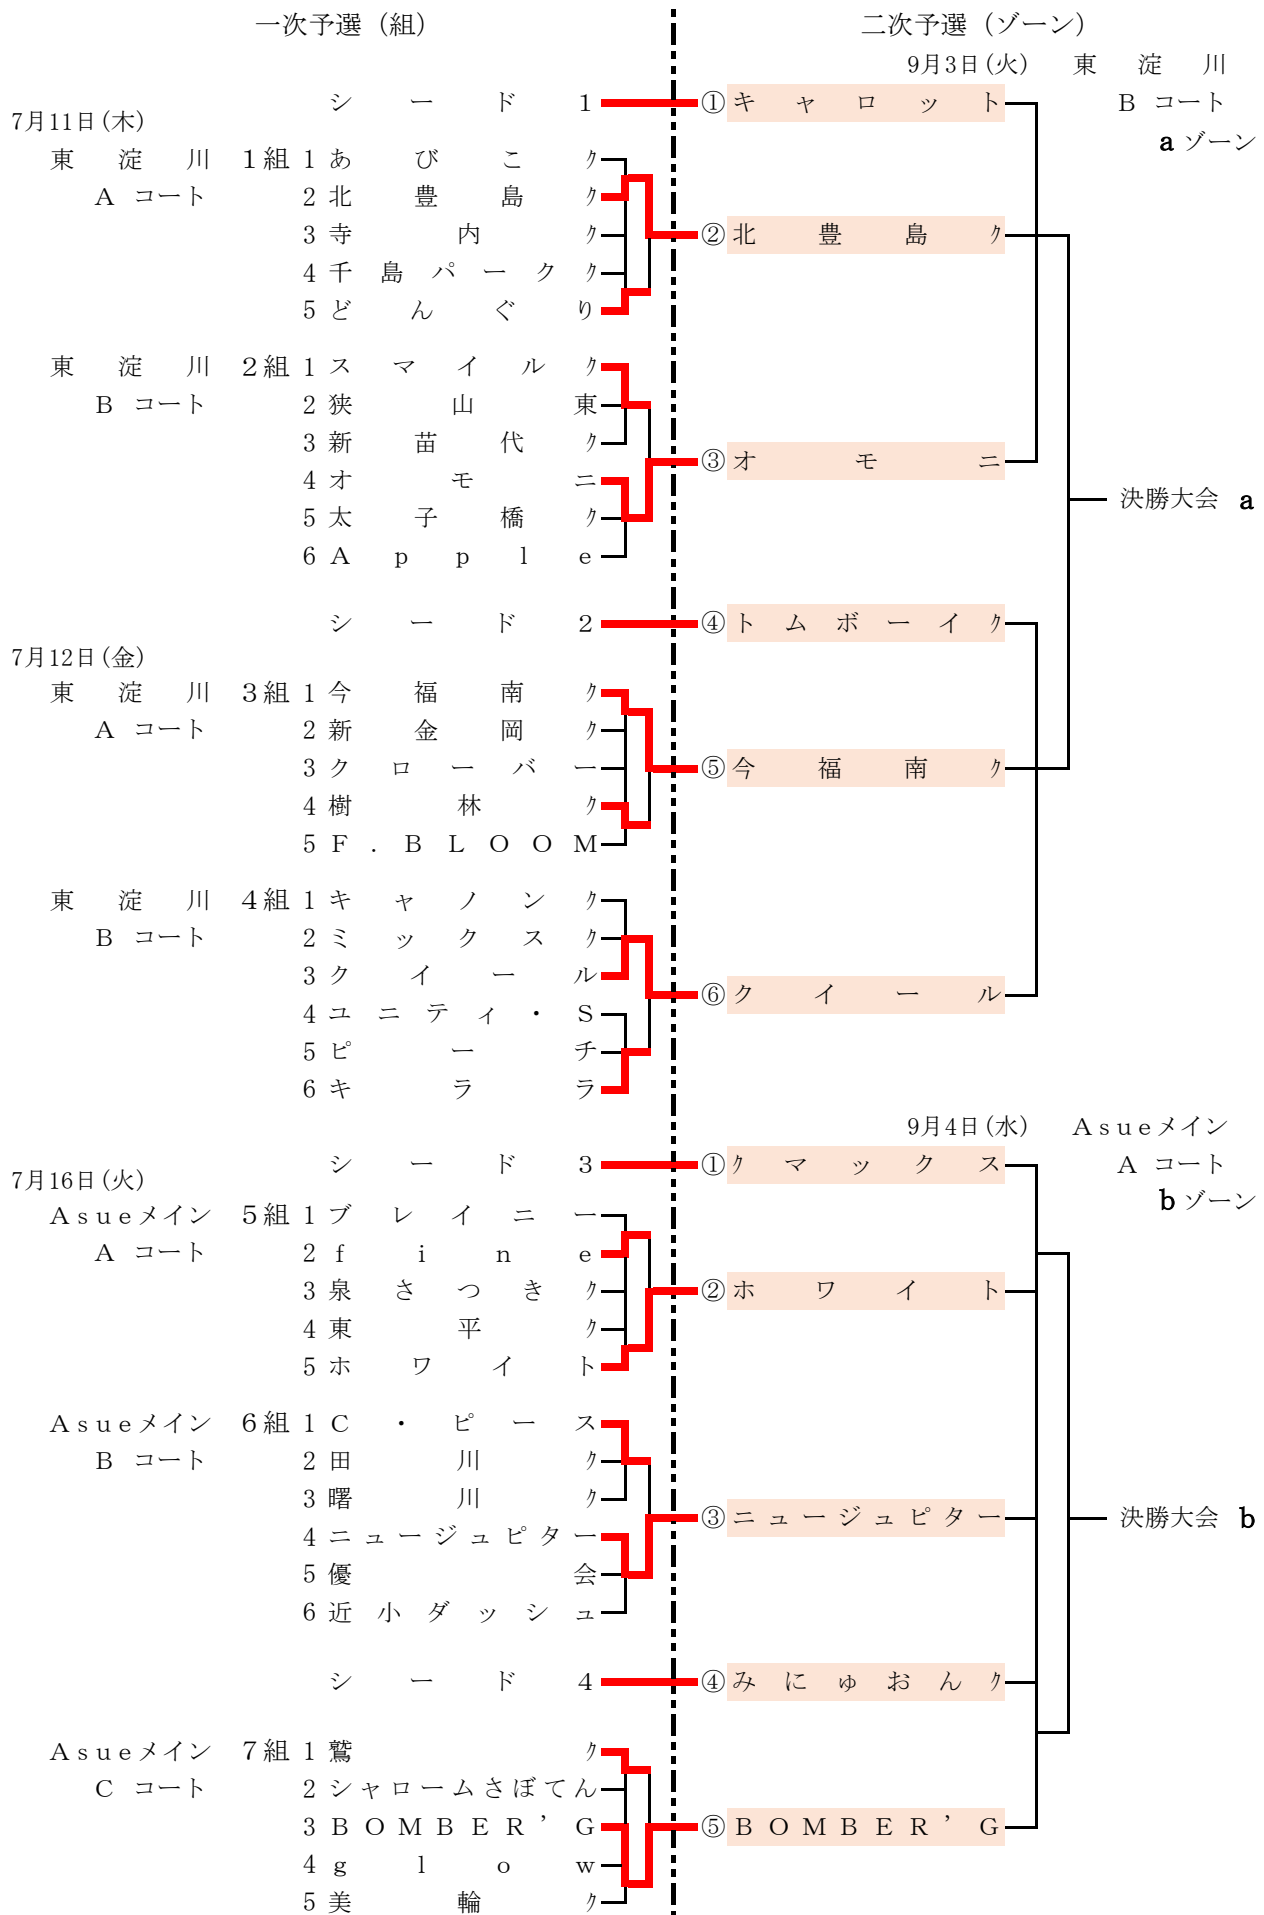 一次予選（組）
二次予選（ゾーン）
9月3日(火) 東淀川
シード1 ①キャロット Bコート
7月11日(木)
aゾーン
東淀川 1組 1 あびこク
Aコート 2 北豊島ク
3 寺内ク ②北豊島ク
4 千島パークク
5 どんぐり
東淀川 2組 1 スマイルク
Bコート 2 狭山東
3 新苗代ク
③オモニ
4 オモニ
決勝大会 a
5 太子橋ク
6 Apple
シード2 ④トムボーイク
7月12日(金)
東淀川 3組 1 今福南ク
Aコート 2 新金岡ク
3 クローバー ⑤今福南ク
4 樹林ク
5 F.BLOOM
東淀川 4組 1 キャノンク
Bコート 2 ミックスク
3 クイール
⑥クイール
4 ユニティ・S
5 ピーチ
6 キララ
9月4日(水) Asueメイン
シード3 ①クマックス Aコート
7月16日(火)
bゾーン
Asueメイン 5組 1 ブレイニー
Aコート 2 fine
3 泉さつきク ②ホワイト
4 東平ク
5 ホワイト
Asueメイン 6組 1 C・ピース
Bコート 2 田川ク
3 曙川ク
③ニュージュピター 決勝大会 b
4 ニュージュピター
5 優会
6 近小ダッシュ
シード4 ④みにゅおんク
Asueメイン 7組 1 鷲ク
Cコート 2 シャロームさぼてん
3 BOMBER’G ⑤BOMBER’G
4 glow
5 美輪ク